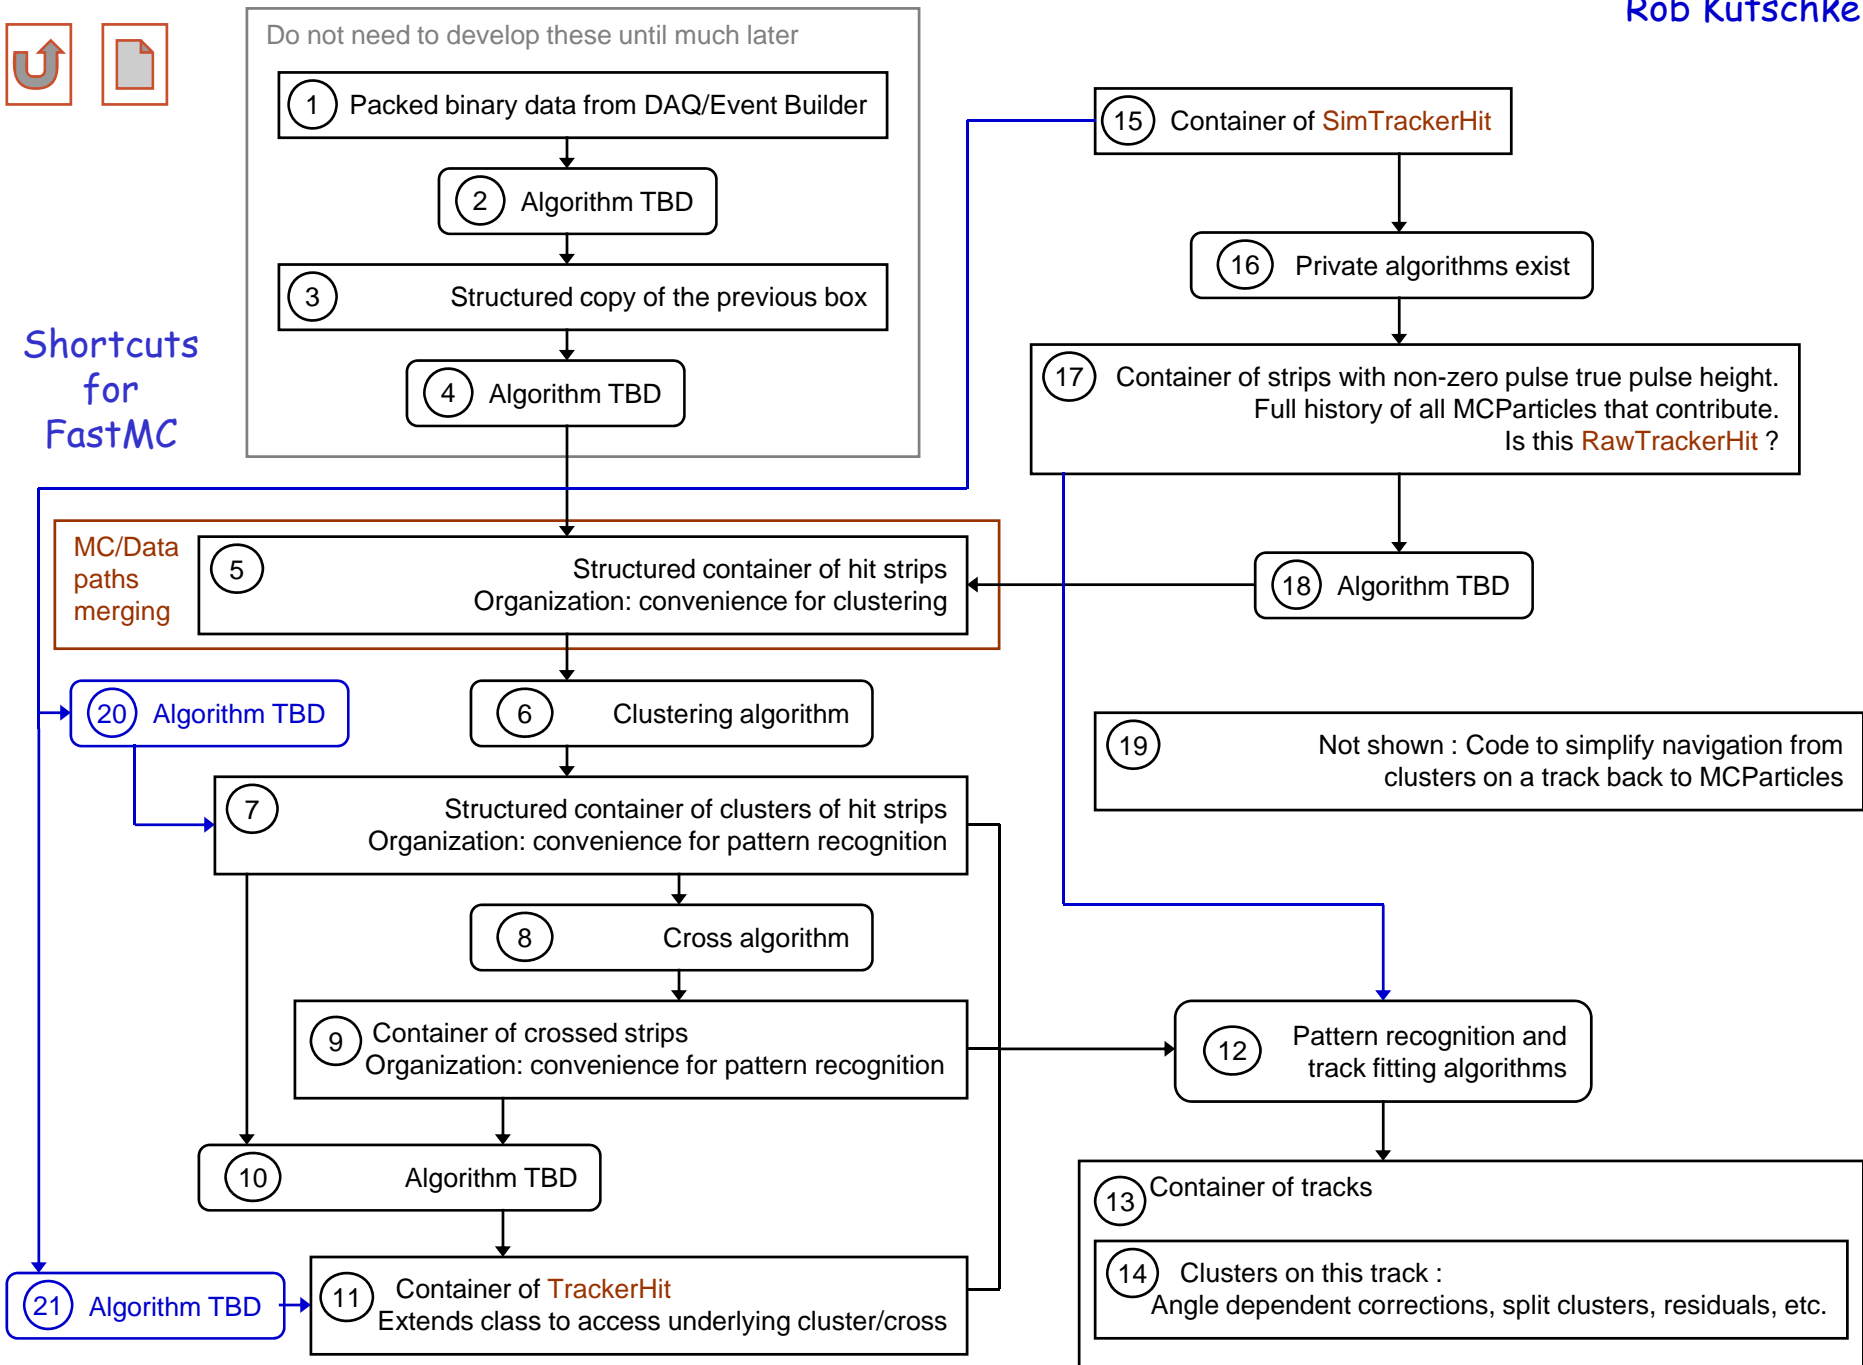 Rob Kutschke
Do not need to develop these until much later
1 Packed binary data from DAQ/Event Builder
2 Algorithm TBD
3 Structured copy of the previous box
4 Algorithm TBD
Shortcuts
for
FastMC
15 Container of SimTrackerHit
16 Private algorithms exist
17 Container of strips with non-zero pulse true pulse height.
Full history of all MCParticles that contribute.
Is this RawTrackerHit ?
18 Algorithm TBD
MC/Data
paths
merging
5 Structured container of hit strips
Organization: convenience for clustering
20 Algorithm TBD
6 Clustering algorithm
19 Not shown : Code to simplify navigation from
clusters on a track back to MCParticles
7 Structured container of clusters of hit strips
Organization: convenience for pattern recognition
8 Cross algorithm
9 Container of crossed strips
Organization: convenience for pattern recognition
12 Pattern recognition and
track fitting algorithms
10 Algorithm TBD
13 Container of tracks
14 Clusters on this track :
Angle dependent corrections, split clusters, residuals, etc.
21 Algorithm TBD
11 Container of TrackerHit
Extends class to access underlying cluster/cross